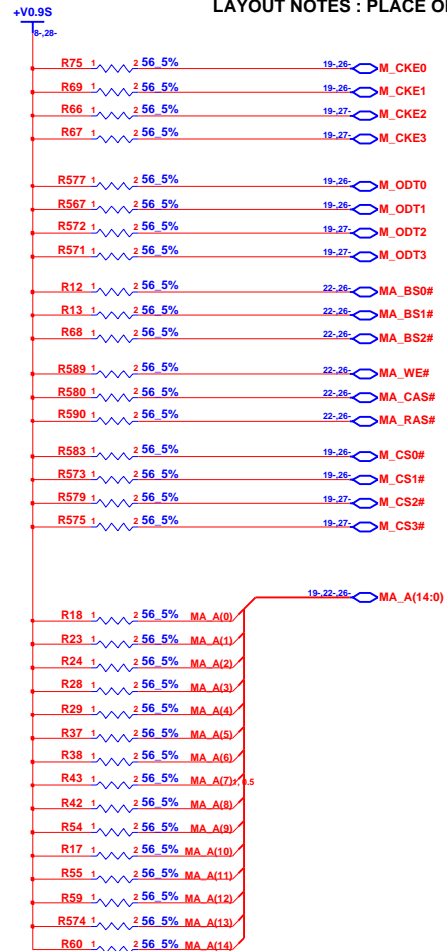 LAYOUT NOTES : PLACE O
+V0.9S
8-,28-
R75 1 2 56_5% 19-,26- M_CKE0
R69 1 2 56_5% 19-,26- M_CKE1
R66 1 2 56_5% 19-,27- M_CKE2
R67 1 2 56_5% 19-,27- M_CKE3
R577 1 2 56_5% 19-,26- M_ODT0
R567 1 2 56_5% 19-,26- M_ODT1
R572 1 2 56_5% 19-,27- M_ODT2
R571 1 2 56_5% 19-,27- M_ODT3
R12 1 2 56_5% 22-,26- MA_BS0#
R13 1 2 56_5% 22-,26- MA_BS1#
R68 1 2 56_5% 22-,26- MA_BS2#
R589 1 2 56_5% 22-,26- MA_WE#
R580 1 2 56_5% 22-,26- MA_CAS#
R590 1 2 56_5% 22-,26- MA_RAS#
R583 1 2 56_5% 19-,26- M_CS0#
R573 1 2 56_5% 19-,26- M_CS1#
R579 1 2 56_5% 19-,27- M_CS2#
R575 1 2 56_5% 19-,27- M_CS3#
19-,22-,26- MA_A(14:0)
R18 1 2 56_5% MA_A(0)
R23 1 2 56_5% MA_A(1)
R24 1 2 56_5% MA_A(2)
R28 1 2 56_5% MA_A(3)
R29 1 2 56_5% MA_A(4)
R37 1 2 56_5% MA_A(5)
R38 1 2 56_5% MA_A(6)
R43 1 2 56_5% MA_A(7)
R42 1 2 56_5% MA_A(8)
R54 1 2 56_5% MA_A(9)
R17 1 2 56_5% MA_A(10)
R55 1 2 56_5% MA_A(11)
R59 1 2 56_5% MA_A(12)
R574 1 2 56_5% MA_A(13)
R60 1 2 56_5% MA_A(14)